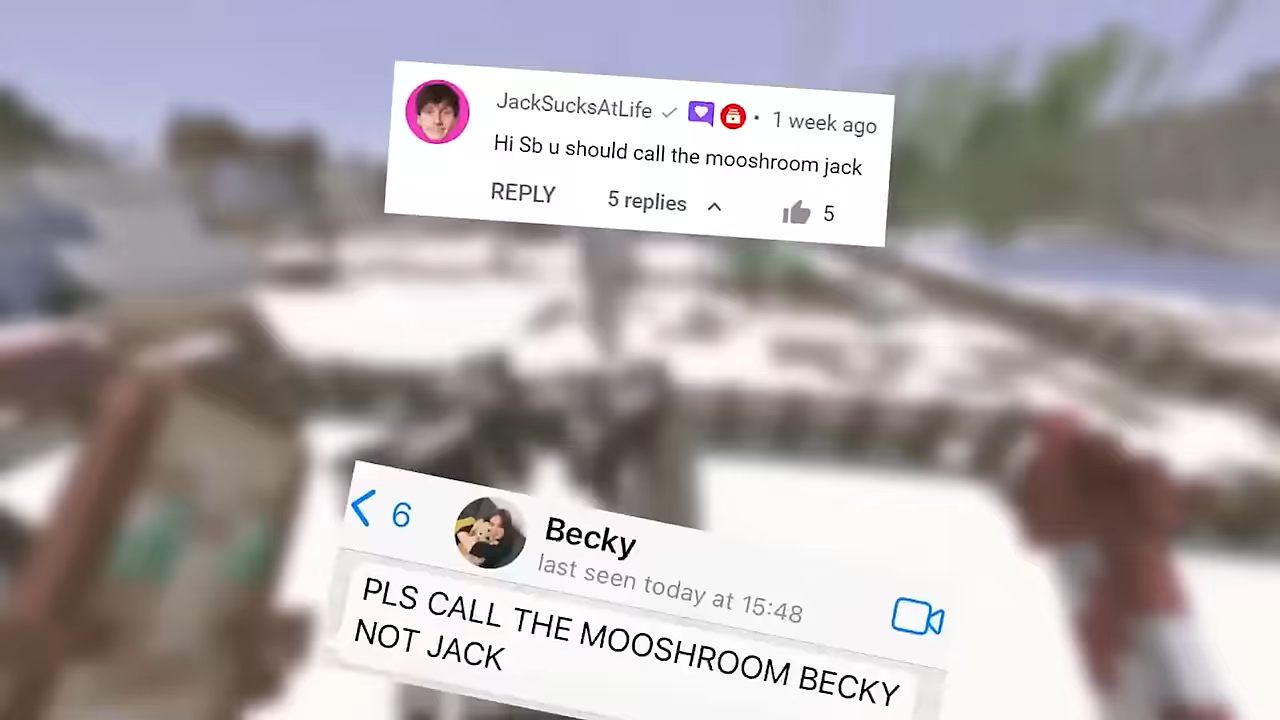 JackSucksAtLife • 1 week ago
Hi Sb u should call the mooshroom jack
REPLY 5 replies 5
6 Becky
last seen today at 15:48
PLS CALL THE MOOSHROOM BECKY
NOT JACK